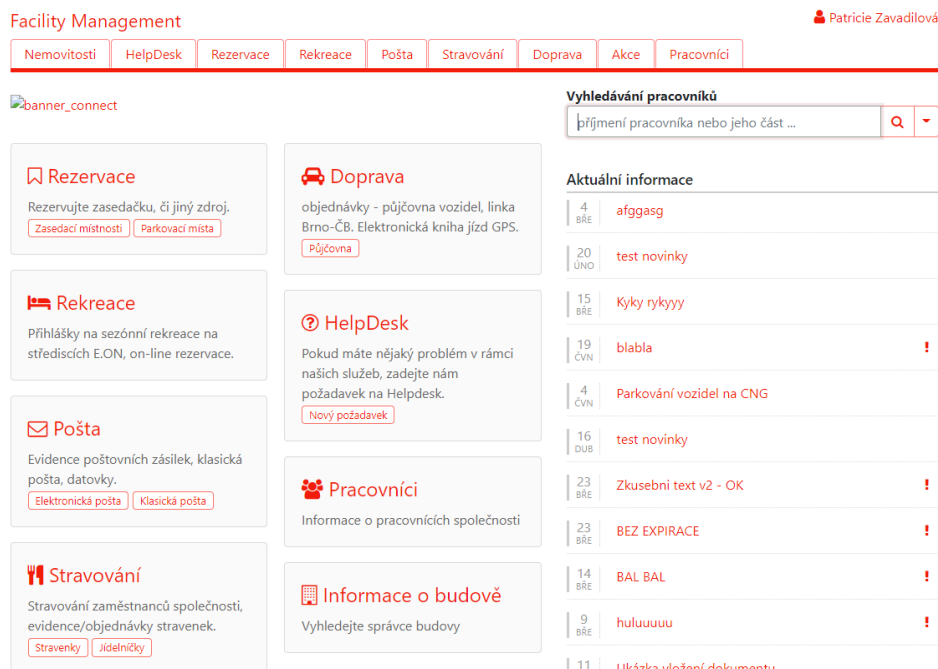 Facility Management
Patricie Zavadilová
Nemovitosti
HelpDesk
Rezervace
Rekreace
Pošta
Stravování
Doprava
Akce
Pracovníci
banner_connect
Rezervace
Rezervujte zasedačku, či jiný zdroj.
Zasedací místnosti
Parkovací místa
Rekreace
Přihlášky na sezónní rekreace na
střediscích E.ON, on-line rezervace.
Pošta
Evidence poštovních zásilek, klasická
pošta, datovky.
Elektronická pošta
Klasická pošta
Stravování
Stravování zaměstnanců společnosti,
evidence/objednávky stravenek.
Stravenky
Jídelníčky
Doprava
objednávky - půjčovna vozidel, linka
Brno-ČB. Elektronická kniha jízd GPS.
Půjčovna
HelpDesk
Pokud máte nějaký problém v rámci
našich služeb, zadejte nám
požadavek na Helpdesk.
Nový požadavek
Pracovníci
Informace o pracovnících společnosti
Informace o budově
Vyhledejte správce budovy
Vyhledávání pracovníků
příjmení pracovníka nebo jeho část ...
Aktuální informace
4
BŘE
afggasg
20
ÚNO
test novinky
15
BŘE
Kyky rykyyy
19
ČVN
blabla
!
4
ČVN
Parkování vozidel na CNG
16
DUB
test novinky
23
BŘE
Zkusebni text v2 - OK
!
23
BŘE
BEZ EXPIRACE
!
14
BŘE
BAL BAL
!
9
BŘE
huluuuuu
!
11
Ukázka vložení dokumentu